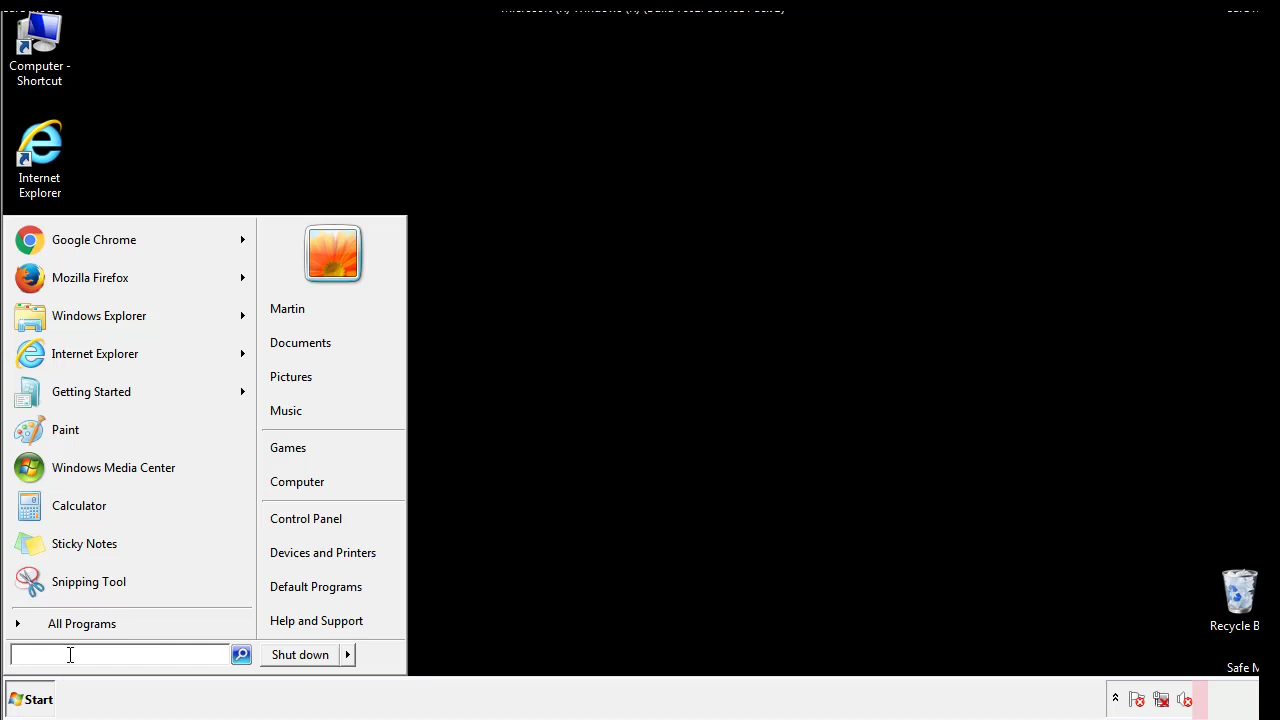 Computer -
Shortcut
Internet
Explorer
Google Chrome
Mozilla Firefox
Windows Explorer
Internet Explorer
Getting Started
Paint
Windows Media Center
Calculator
Sticky Notes
Snipping Tool
All Programs
Martin
Documents
Pictures
Music
Games
Computer
Control Panel
Devices and Printers
Default Programs
Help and Support
Shut down
Recycle B
Safe M
Start